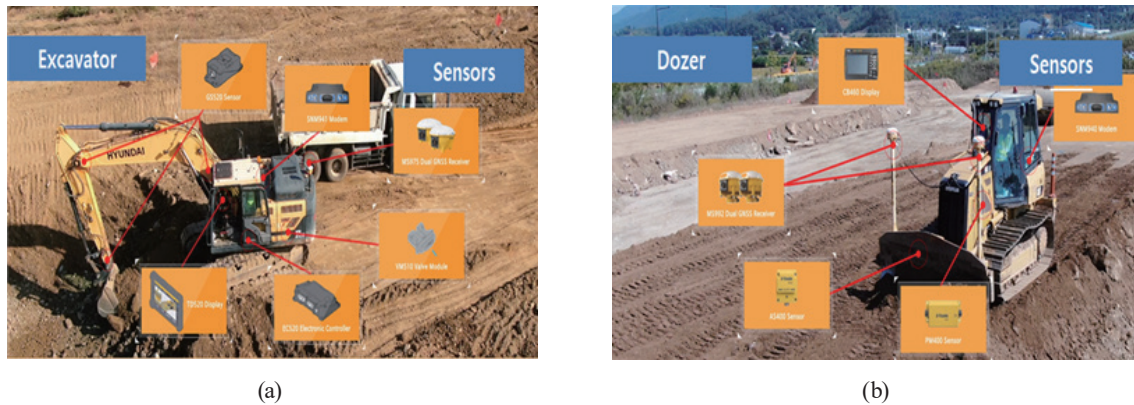 Excavator
GS520 Sensor
SNM941 Modem
Sensors
MS975 Dual GNSS Receiver
HYUNDAI
VM510 Valve Module
TD520 Display
EC520 Electronic Controller
(a)
Dozer
CB460 Display
Sensors
SNM940 Modem
MS992 Dual GNSS Receiver
AS400 Sensor
PM400 Sensor
(b)